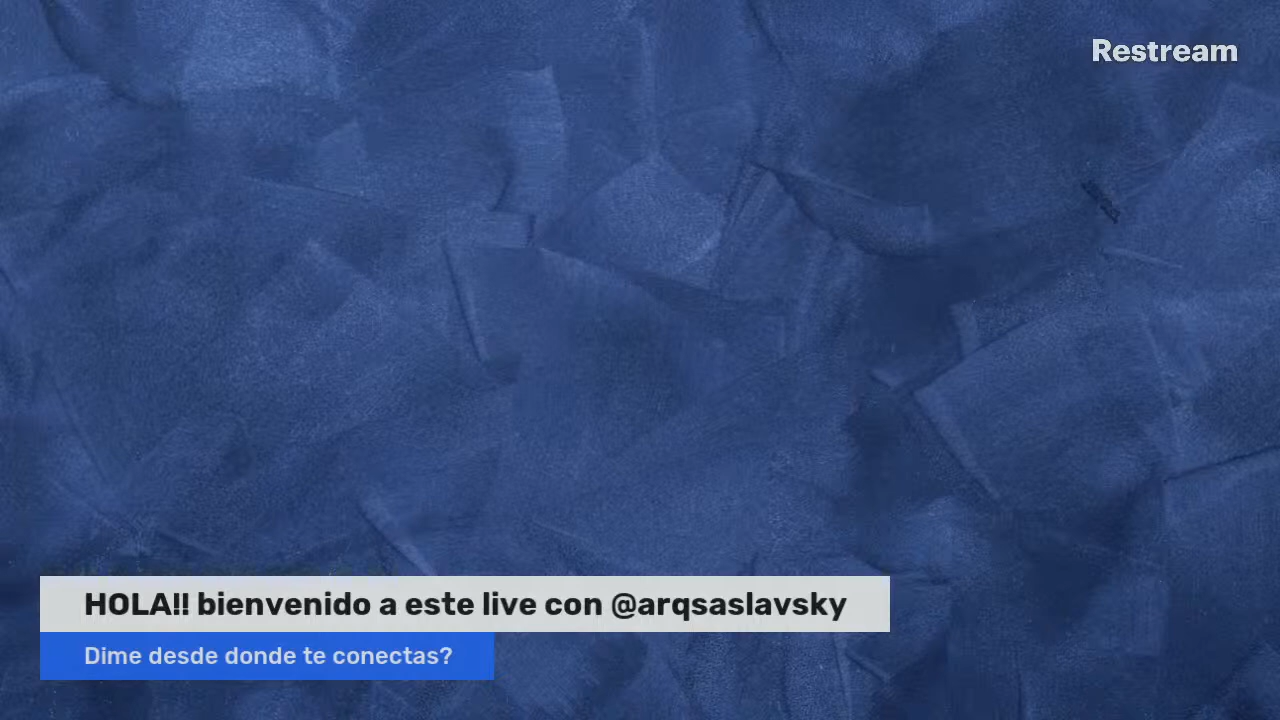 Restream
HOLA!! bienvenido a este live con @arqsaslavsky
Dime desde donde te conectas?